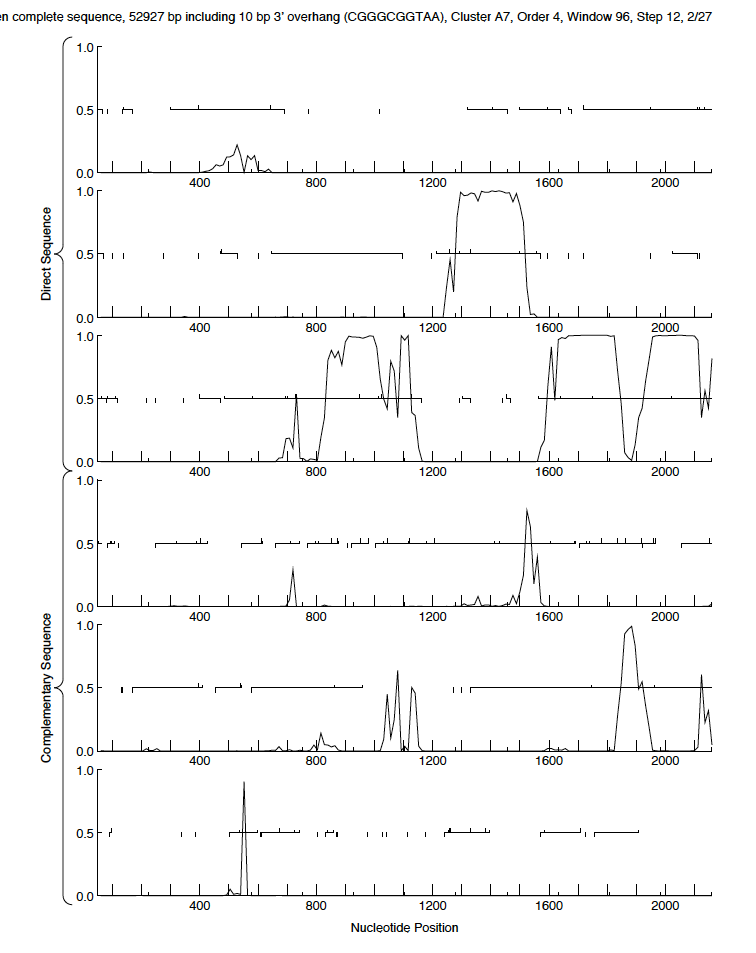 complete sequence, 52927 bp including 10 bp 3' overhang (CGGGCGGTAA), Cluster A7, Order 4, Window 96, Step 12, 2/27
Direct Sequence
1.0
0.5
0.0
400 800 1200 1600 2000
1.0
0.5
0.0
400 800 1200 1600 2000
1.0
0.5
0.0
400 800 1200 1600 2000
Complementary Sequence
1.0
0.5
0.0
400 800 1200 1600 2000
1.0
0.5
0.0
400 800 1200 1600 2000
1.0
0.5
0.0
400 800 1200 1600 2000
Nucleotide Position